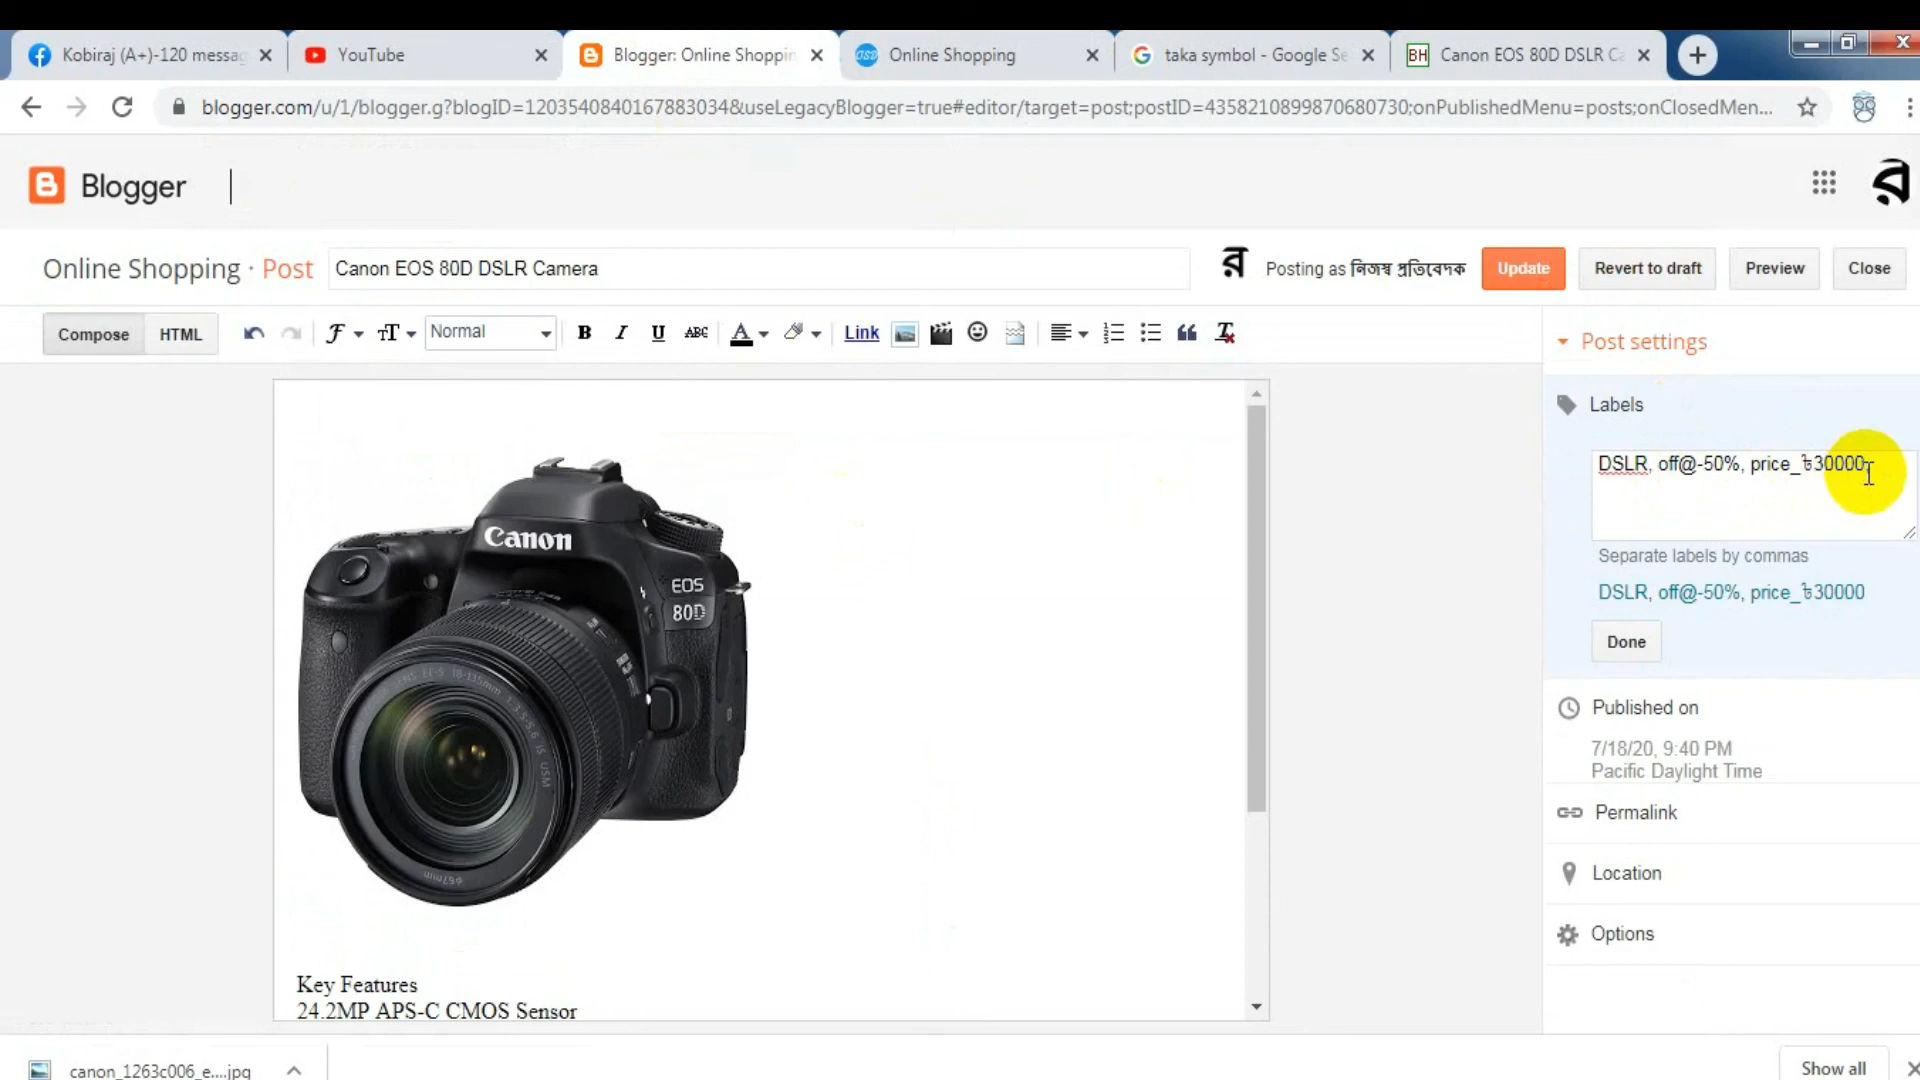 Kobiraj (A+)-120 messag
YouTube
Blogger: Online Shoppin
OSD
Online Shopping
taka symbol - Google Se
BH
Canon EOS 80D DSLR Ca
blogger.com/u/1/blogger.g?blogID=1203540840167883034&useLegacyBlogger=true#editor/target=post;postID=4358210899870680730;onPublishedMenu=posts;onClosedMen...
Blogger
র
Online Shopping · Post
Canon EOS 80D DSLR Camera
র
Posting as নিজস্ব প্রতিবেদক
Update
Revert to draft
Preview
Close
Compose
HTML
Normal
B I U ABC A Link
Post settings
Labels
DSLR, off@-50%, price_৳30000
Separate labels by commas
DSLR, off@-50%, price_৳30000
Done
Published on
7/18/20, 9:40 PM
Pacific Daylight Time
Permalink
Location
Options
Canon
EOS
80D
Key Features
24.2MP APS-C CMOS Sensor
canon_1263c006_e....jpg
Show all